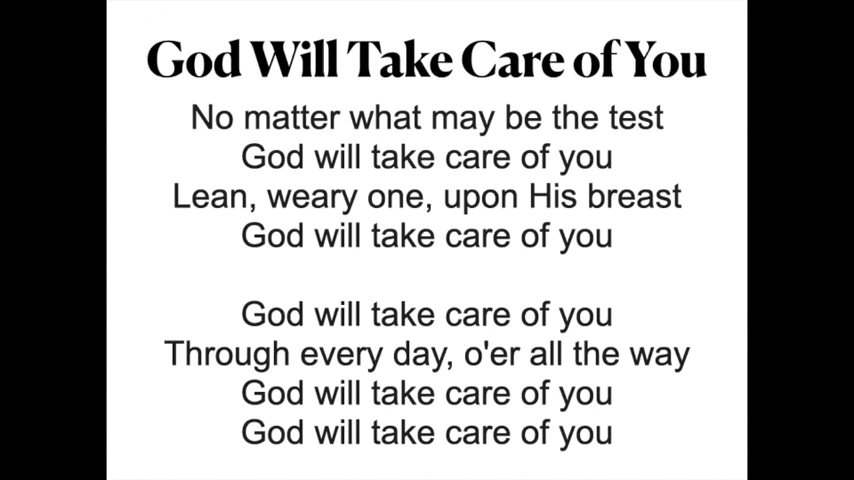 God Will Take Care of You
No matter what may be the test
God will take care of you
Lean, weary one, upon His breast
God will take care of you
God will take care of you
Through every day, o'er all the way
God will take care of you
God will take care of you